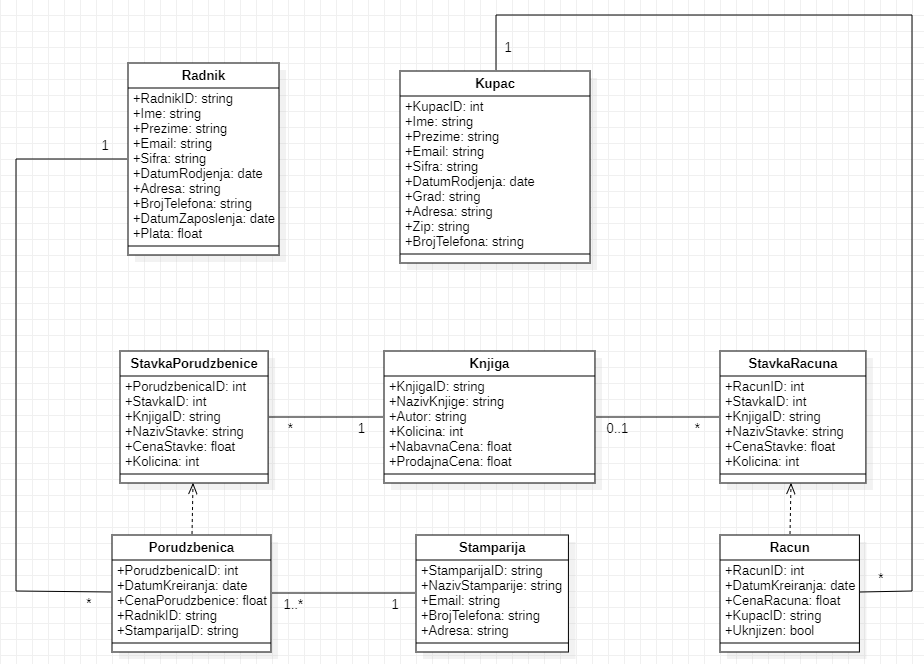 1
Radnik
+RadnikID: string
+Ime: string
+Prezime: string
+Email: string
+Sifra: string
+DatumRodjenja: date
+Adresa: string
+BrojTelefona: string
+DatumZaposlenja: date
+Plata: float
1
Kupac
+KupacID: int
+Ime: string
+Prezime: string
+Email: string
+Sifra: string
+DatumRodjenja: date
+Grad: string
+Adresa: string
+Zip: string
+BrojTelefona: string
StavkaPorudzbenice
+PorudzbenicaID: int
+StavkaID: int
+KnjigaID: string
+NazivStavke: string
+CenaStavke: float
+Kolicina: int
*
1
Knjiga
+KnjigaID: string
+NazivKnjige: string
+Autor: string
+Kolicina: int
+NabavnaCena: float
+ProdajnaCena: float
0..1
*
StavkaRacuna
+RacunID: int
+StavkaID: int
+KnjigaID: string
+NazivStavke: string
+CenaStavke: float
+Kolicina: int
*
Porudzbenica
+PorudzbenicaID: int
+DatumKreiranja: date
+CenaPorudzbenice: float
+RadnikID: string
+StamparijaID: string
1..*
1
Stamparija
+StamparijaID: string
+NazivStamparije: string
+Email: string
+BrojTelefona: string
+Adresa: string
Racun
+RacunID: int
+DatumKreiranja: date
+CenaRacuna: float
+KupacID: string
+Uknjizen: bool
*